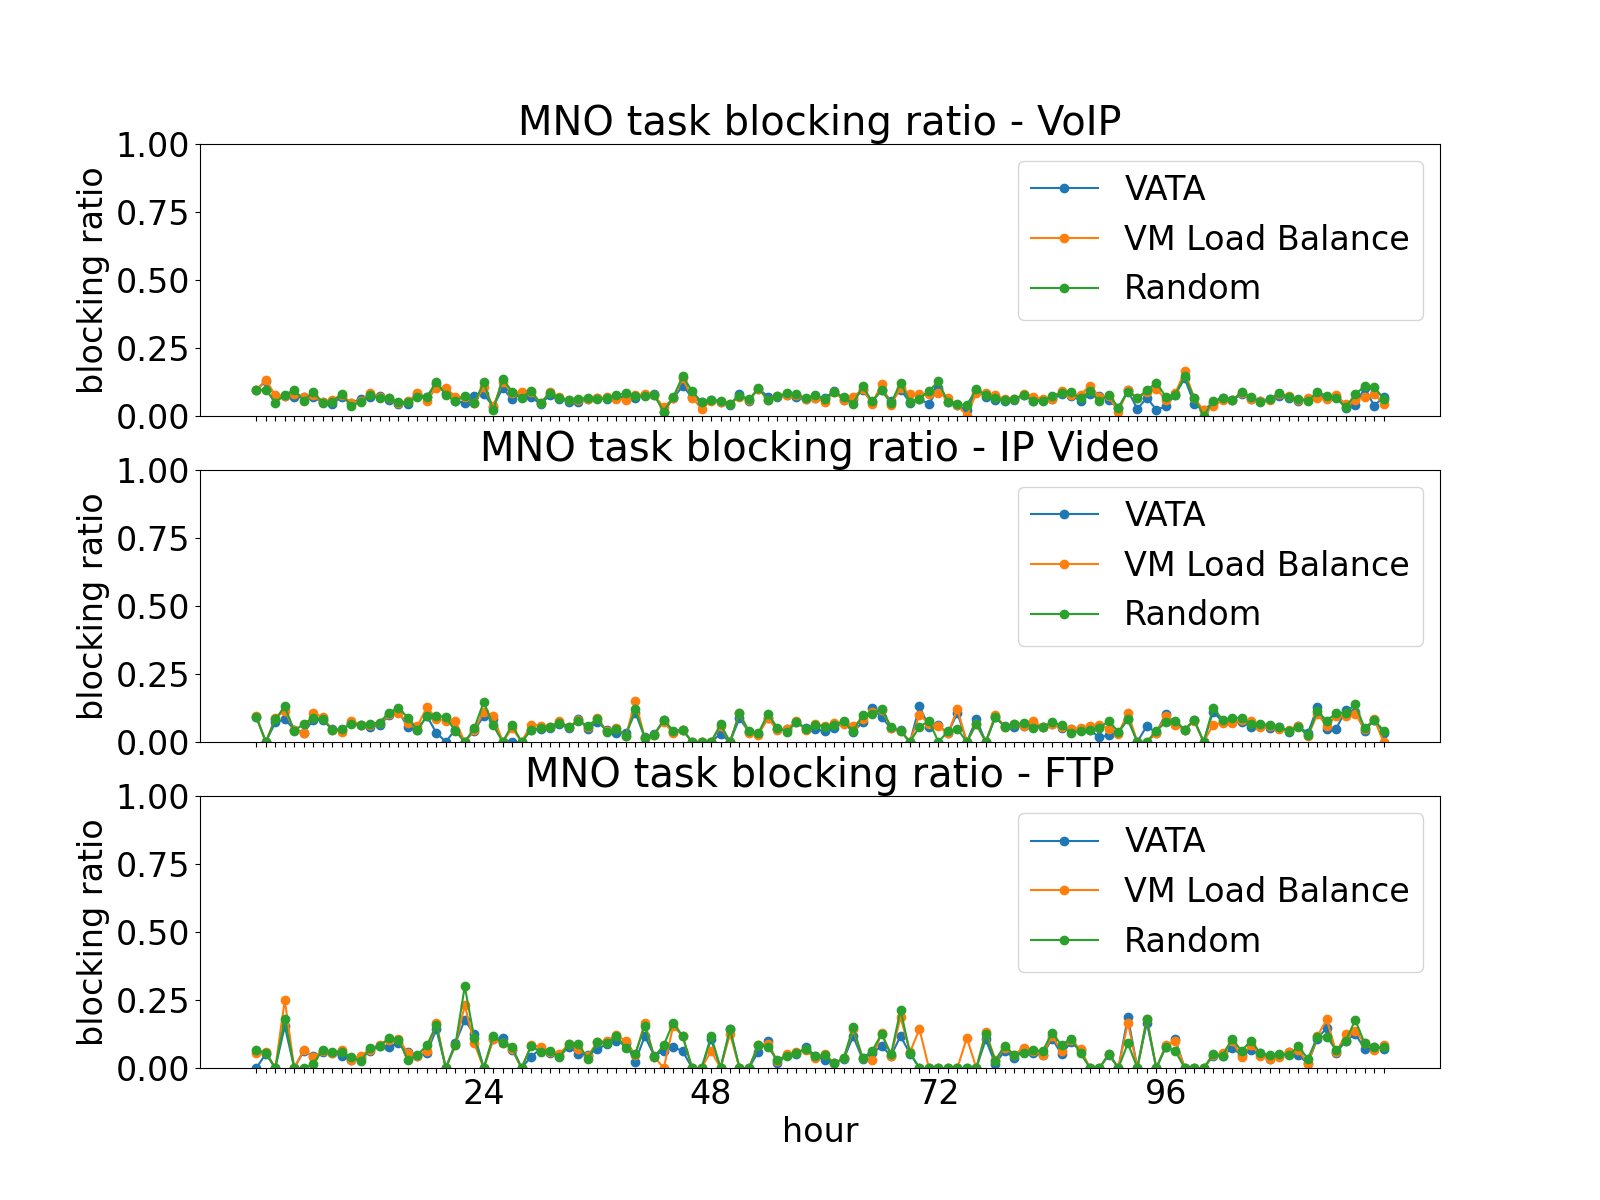 MNO task blocking ratio - VoIP
blocking ratio
1.00
0.75
0.50
0.25
0.00
VATA
VM Load Balance
Random
MNO task blocking ratio - IP Video
blocking ratio
1.00
0.75
0.50
0.25
0.00
VATA
VM Load Balance
Random
MNO task blocking ratio - FTP
blocking ratio
1.00
0.75
0.50
0.25
0.00
VATA
VM Load Balance
Random
24 48 72 96
hour